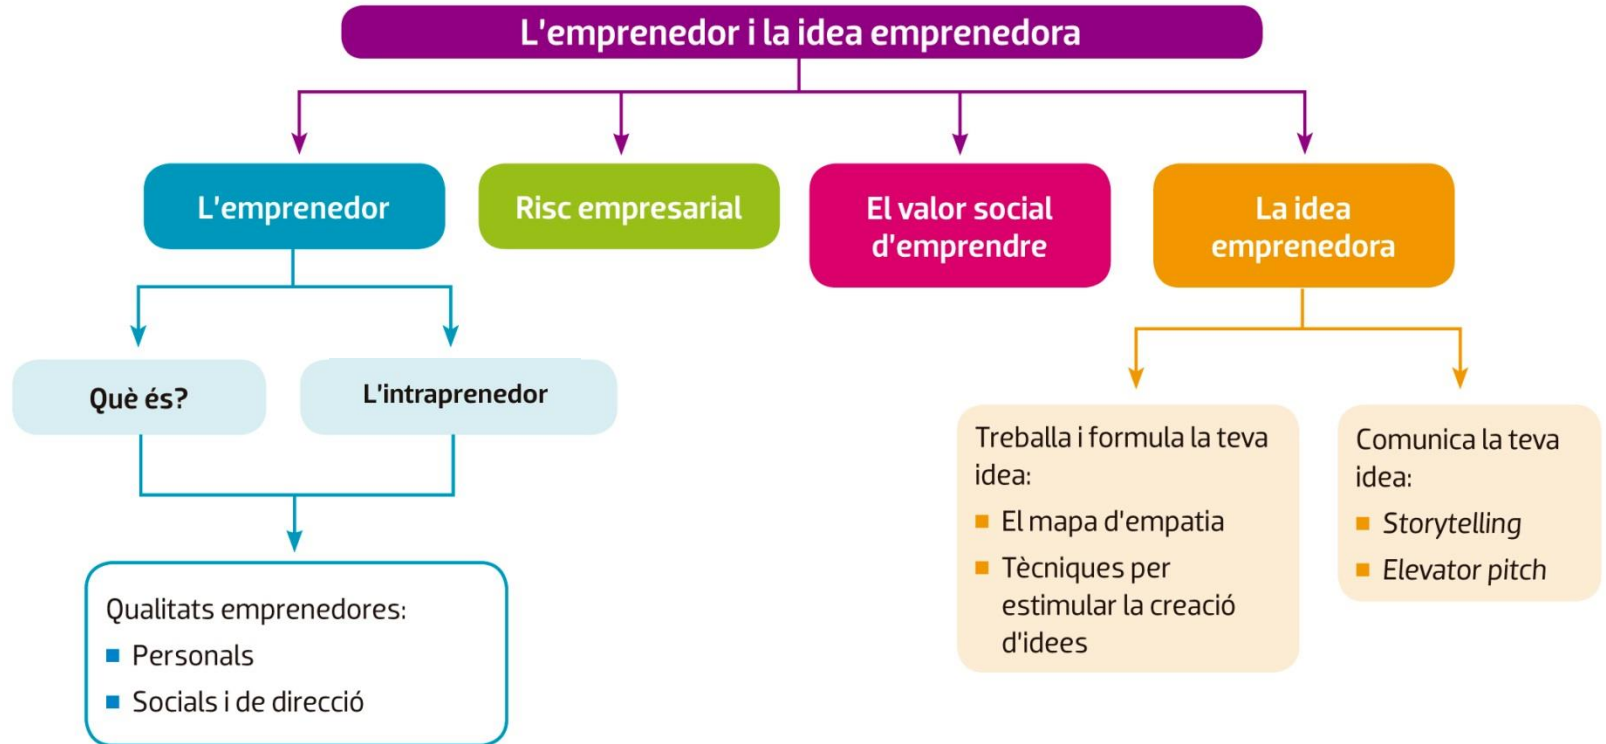 L'emprenedor i la idea emprenedora
L'emprenedor
Risc empresarial
El valor social
d'emprendre
La idea
emprenedora
Què és?
L'intraprenedor
Qualitats emprenedores:
Personals
Socials i de direcció
Treballa i formula la teva
idea:
El mapa d'empatia
Tècniques per
estimular la creació
d'idees
Comunica la teva
idea:
Storytelling
Elevator pitch